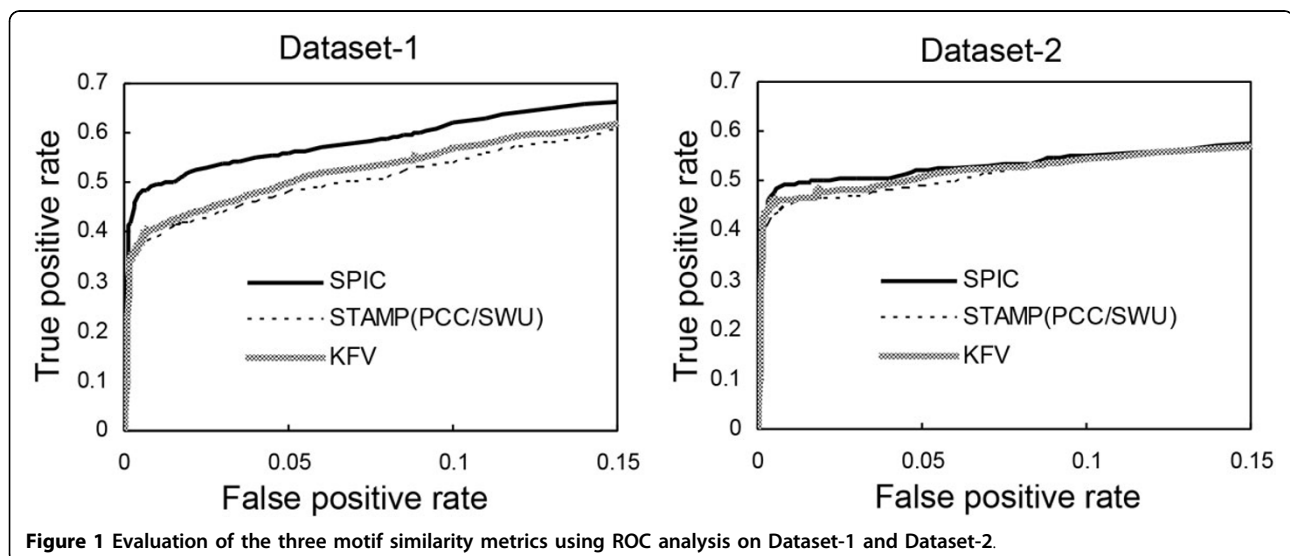 Dataset-1
0.7
0.6
0.5
0.4
0.3
0.2
0.1
0
True positive rate
SPIC
STAMP(PCC/SWU)
KFV
0
0.05
0.1
0.15
False positive rate
Dataset-2
0.7
0.6
0.5
0.4
0.3
0.2
0.1
0
True positive rate
SPIC
STAMP(PCC/SWU)
KFV
0
0.05
0.1
0.15
False positive rate
Figure 1 Evaluation of the three motif similarity metrics using ROC analysis on Dataset-1 and Dataset-2.